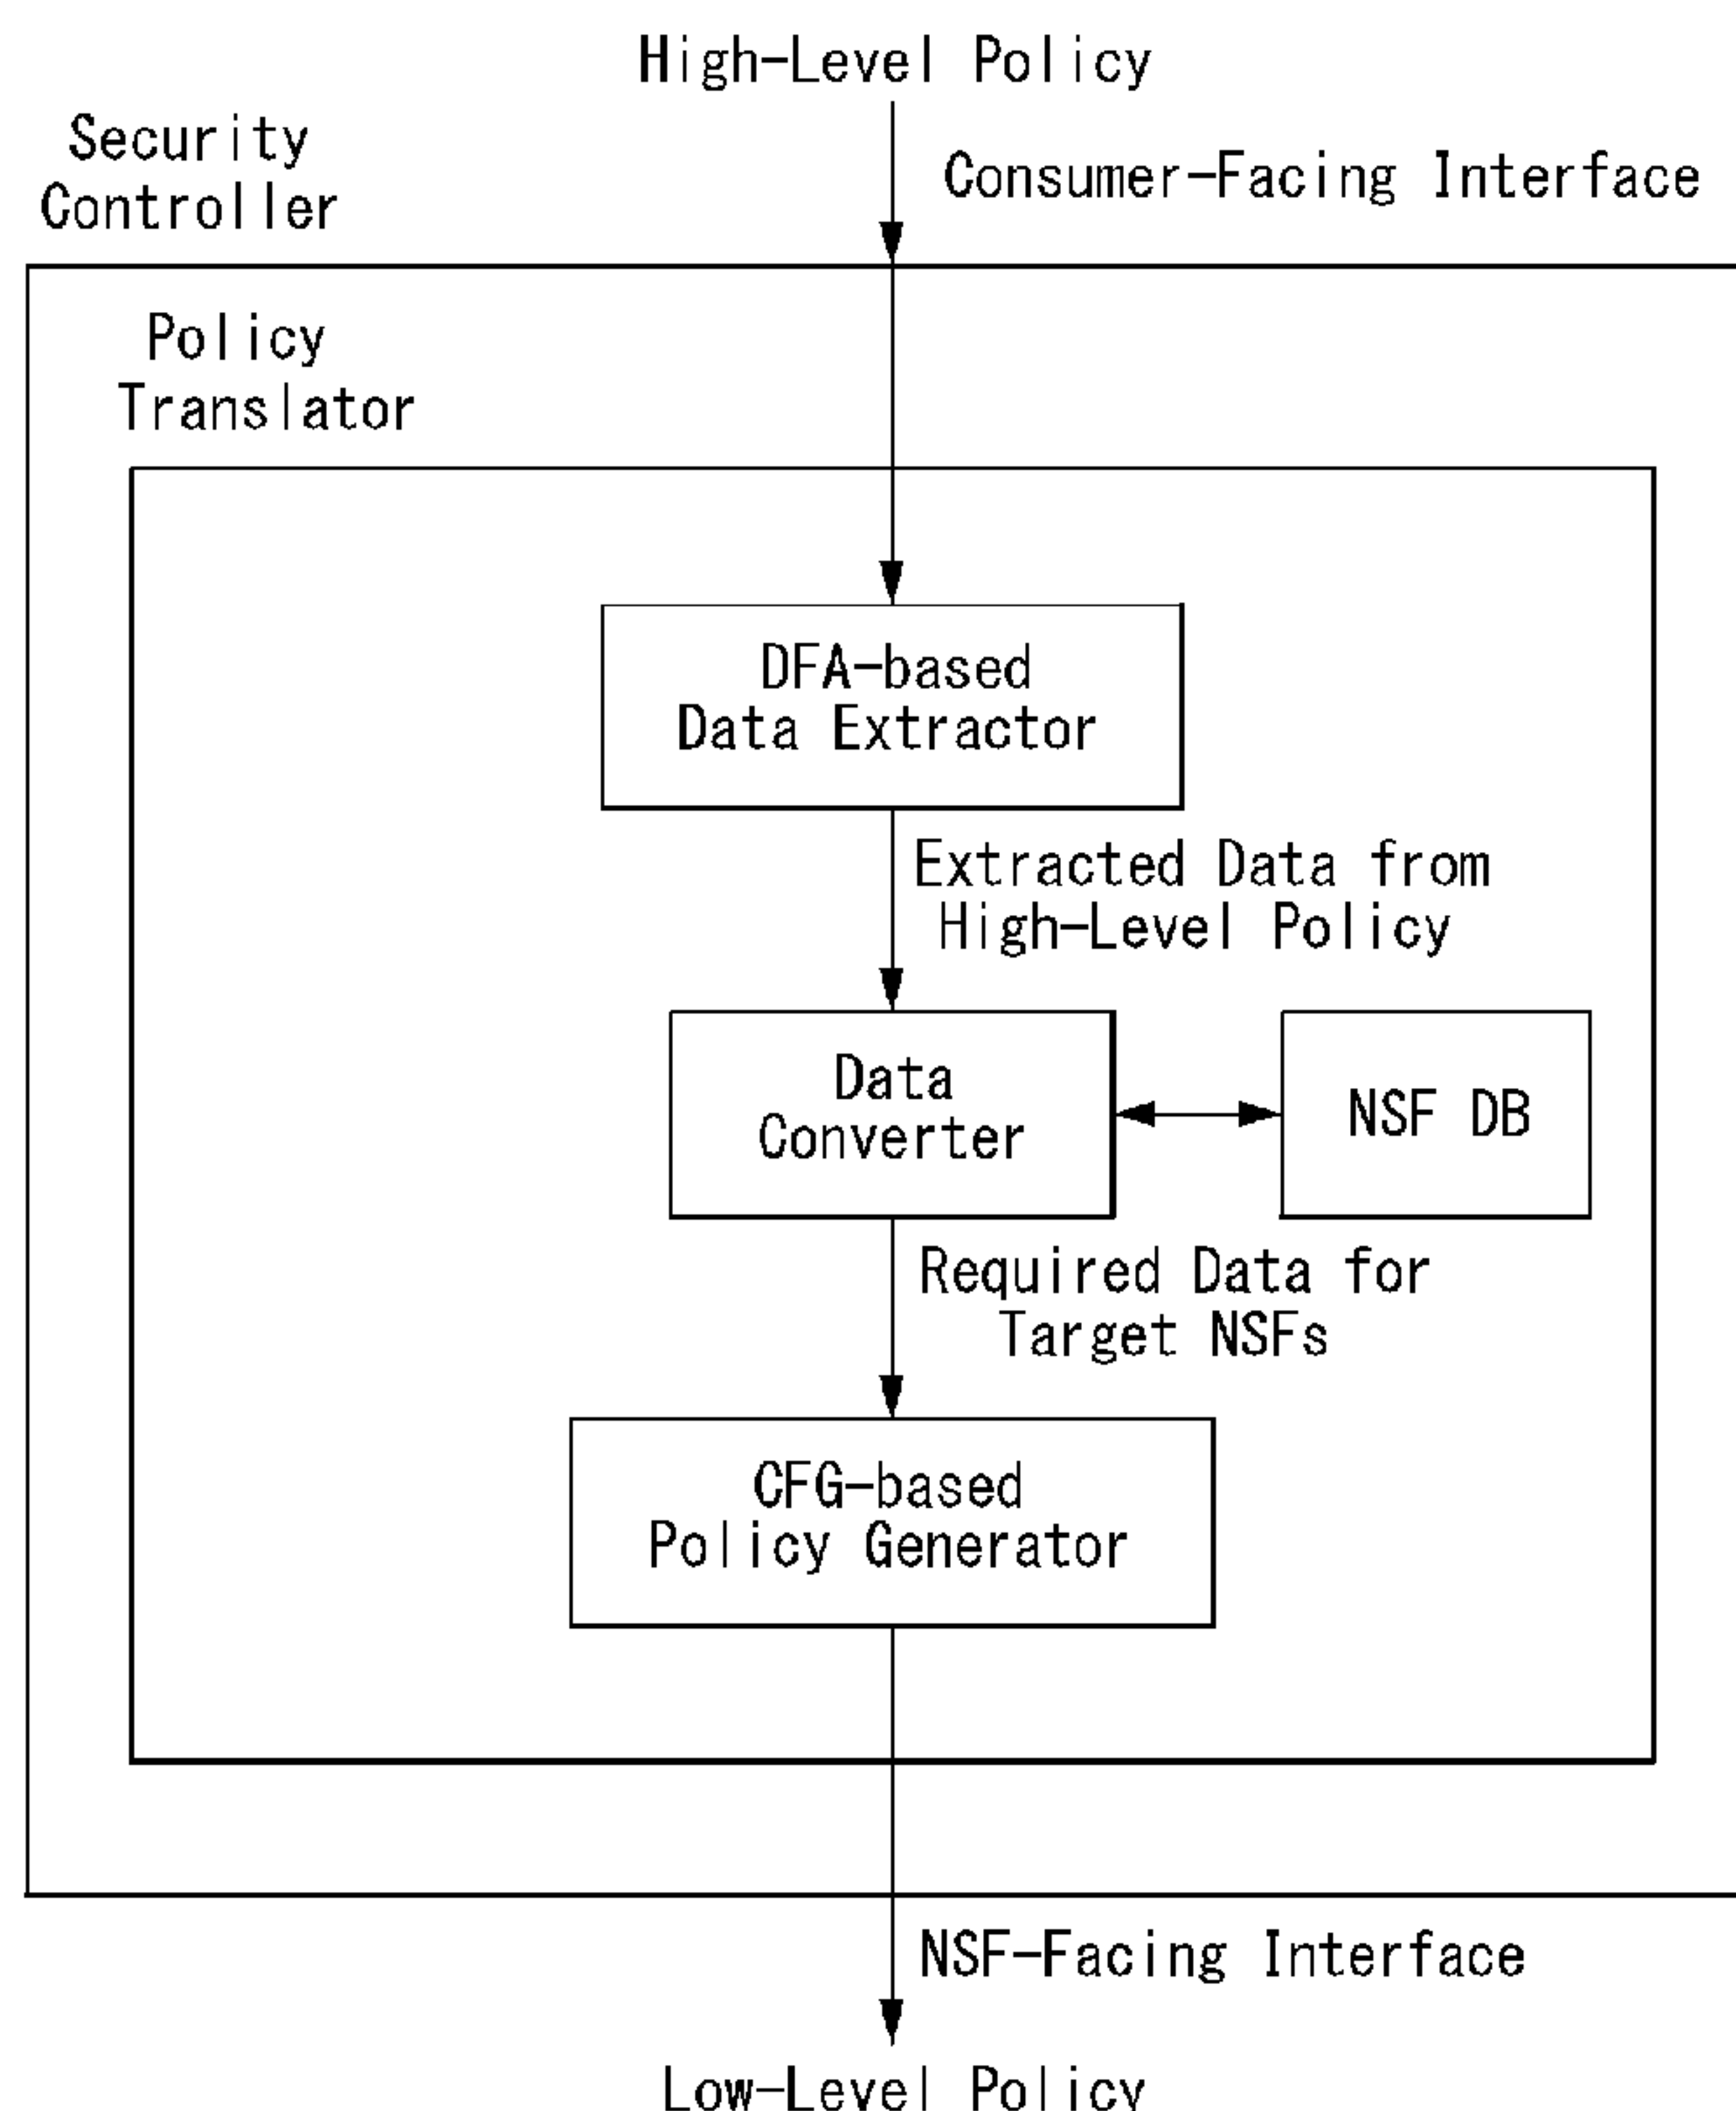 High-Level Policy
Security
Controller
Consumer-Facing Interface
Policy
Translator
DFA-based
Data Extractor
Extracted Data from
High-Level Policy
Data
Converter
NSF DB
Required Data for
Target NSFs
CFG-based
Policy Generator
NSF-Facing Interface
Low-Level Policy